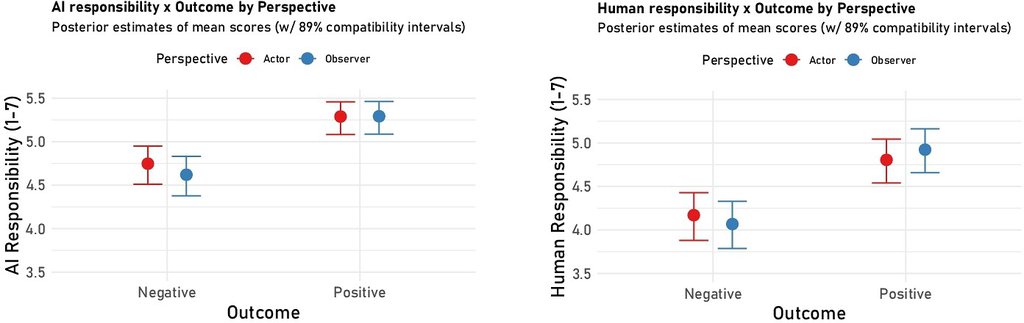 AI responsibility x Outcome by Perspective
Posterior estimates of mean scores (w/ 89% compatibility intervals)
Perspective Actor Observer
AI Responsibility (1-7)
5.5
5.0
4.5
4.0
3.5
Negative Positive
Outcome
Human responsibility x Outcome by Perspective
Posterior estimates of mean scores (w/ 89% compatibility intervals)
Perspective Actor Observer
Human Responsibility (1-7)
5.5
5.0
4.5
4.0
3.5
Negative Positive
Outcome